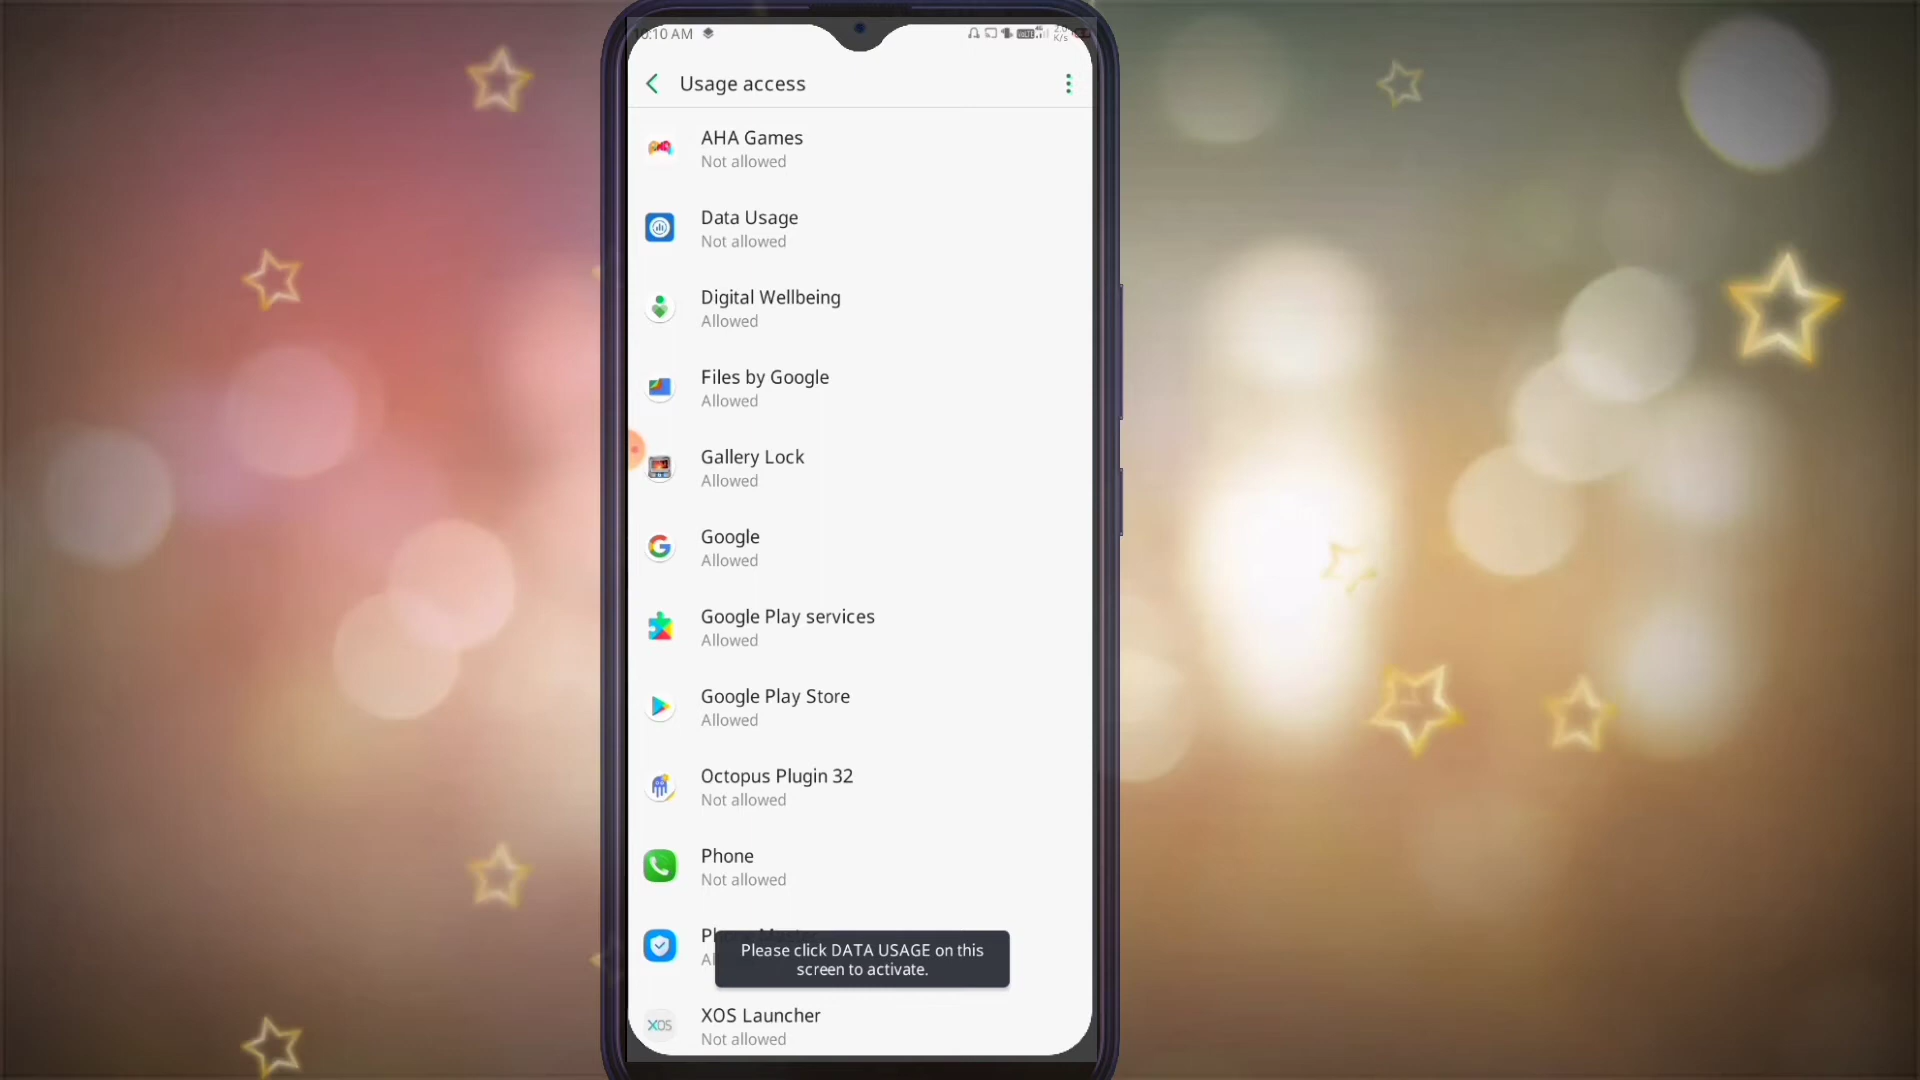 10:10 AM
Usage access
AHA Games
Not allowed
Data Usage
Not allowed
Digital Wellbeing
Allowed
Files by Google
Allowed
Gallery Lock
Allowed
Google
Allowed
Google Play services
Allowed
Google Play Store
Allowed
Octopus Plugin 32
Not allowed
Phone
Not allowed
Please click DATA USAGE on this
screen to activate.
XOS Launcher
XOS
Not allowed